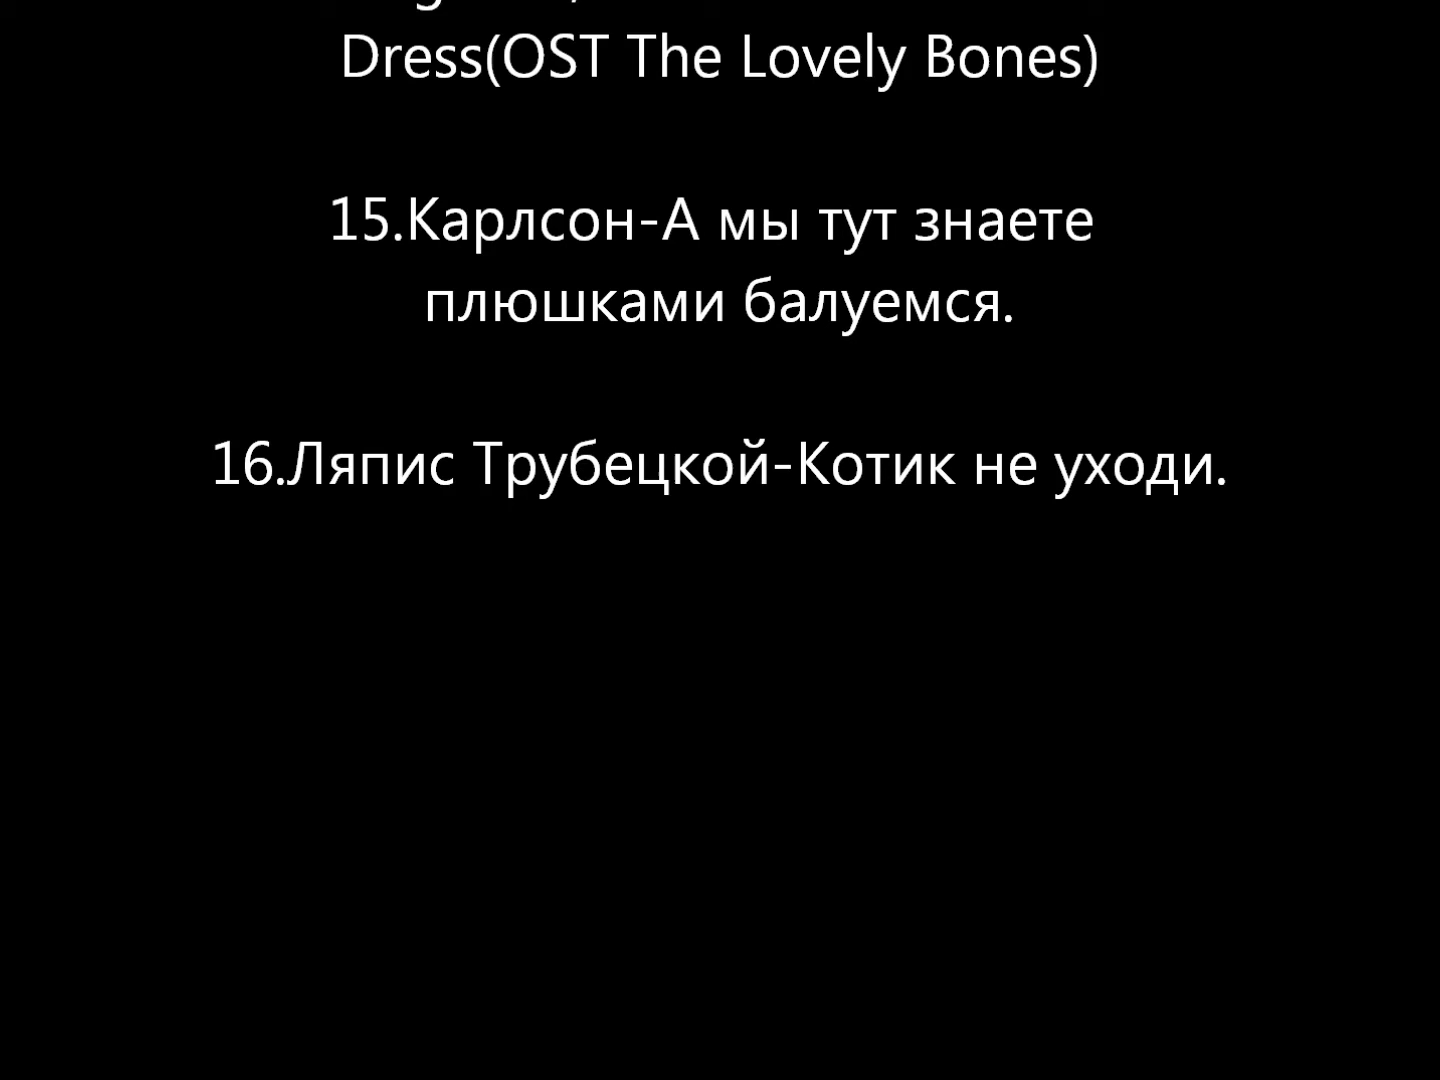 Dress(OST The Lovely Bones)
15.Карлсон-А мы тут знаете
плюшками балуемся.
16.Ляпис Трубецкой-Котик не уходи.